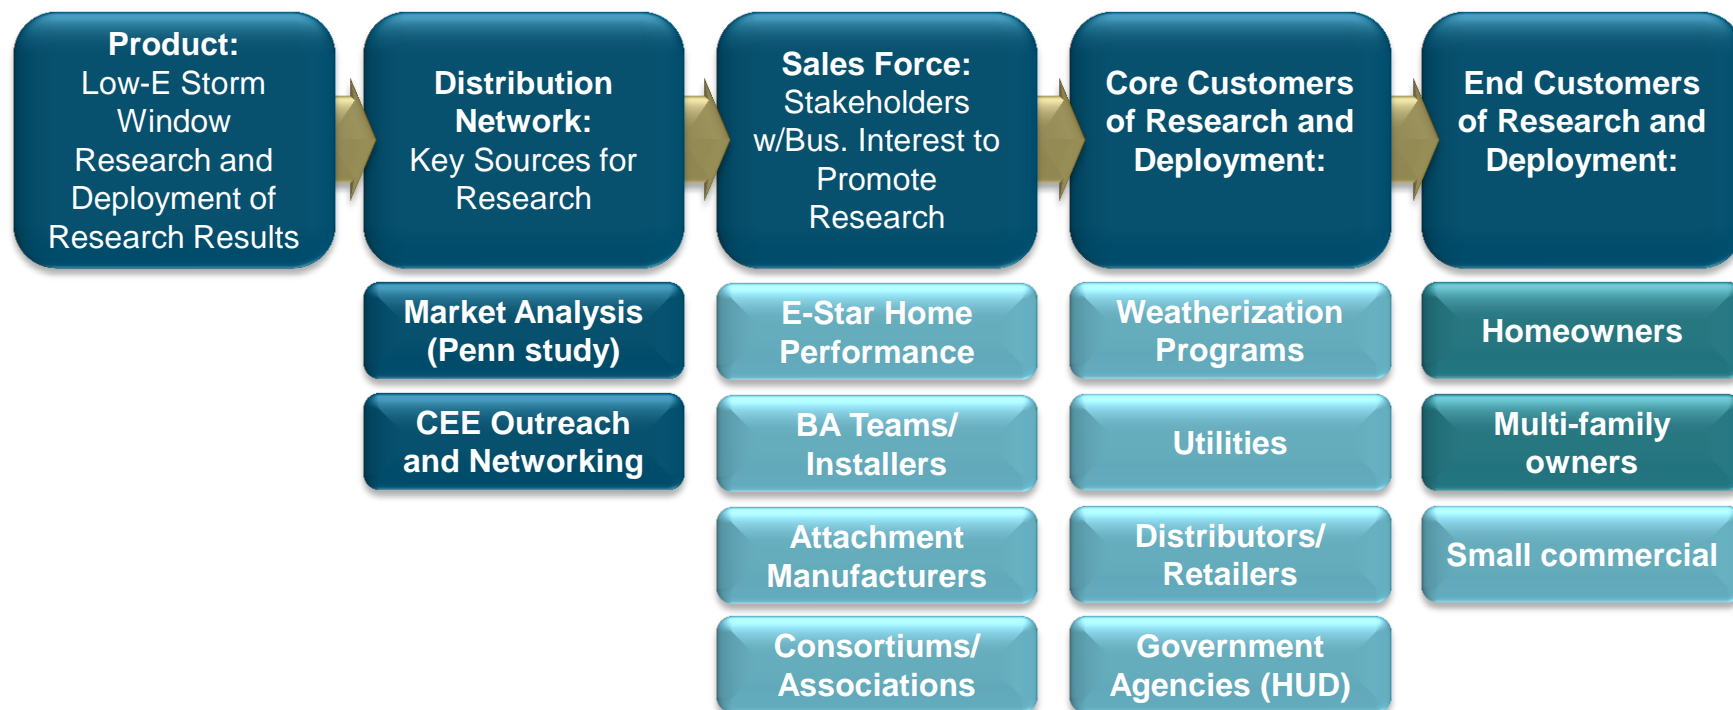 Product:
Low-E Storm
Window
Research and
Deployment of
Research Results
Distribution
Network:
Key Sources for
Research
Sales Force:
Stakeholders
w/Bus. Interest to
Promote
Research
Core Customers
of Research and
Deployment:
End Customers
of Research and
Deployment:
Market Analysis
(Penn study)
CEE Outreach
and Networking
E-Star Home
Performance
BA Teams/
Installers
Attachment
Manufacturers
Consortiums/
Associations
Weatherization
Programs
Utilities
Distributors/
Retailers
Government
Agencies (HUD)
Homeowners
Multi-family
owners
Small commercial